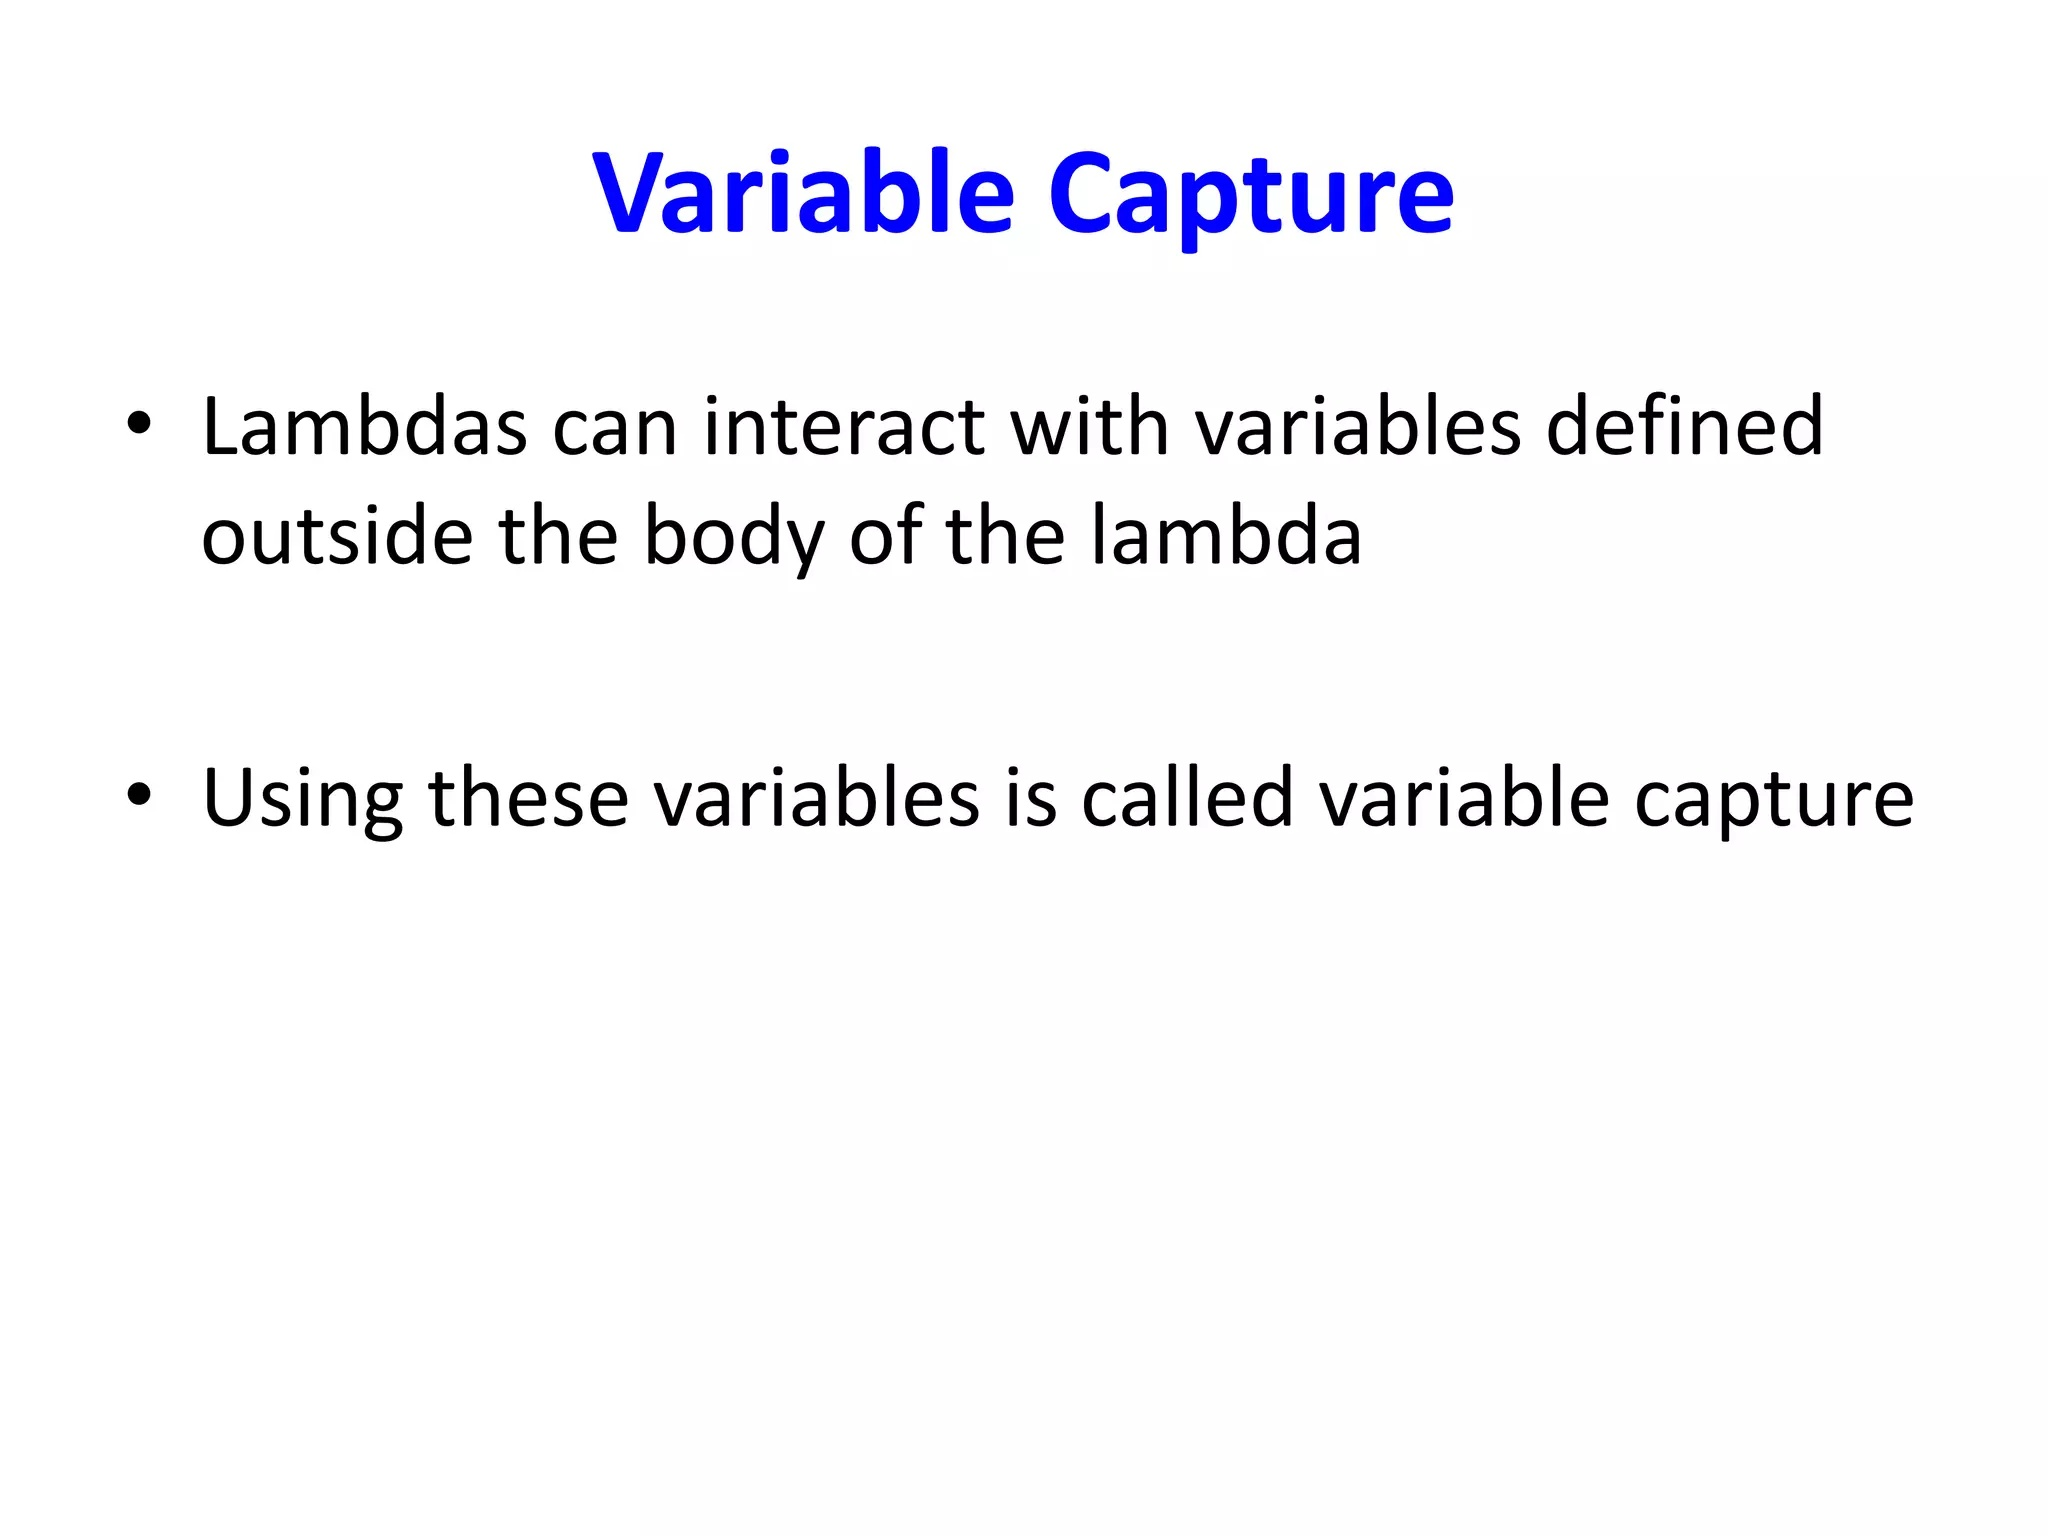 Variable Capture
• Lambdas can interact with variables defined
outside the body of the lambda
• Using these variables is called variable capture